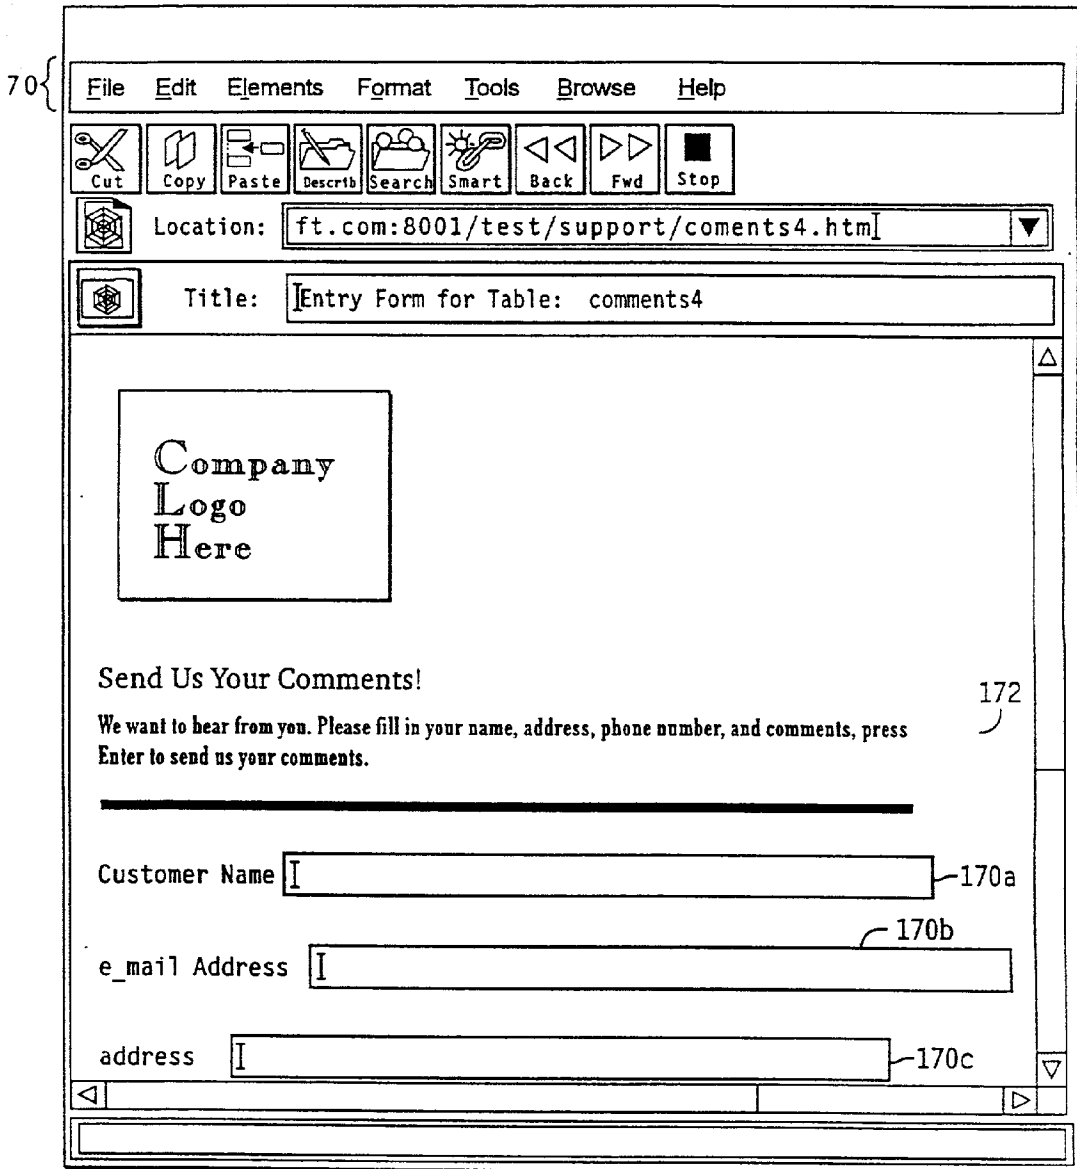 70
File Edit Elements Format Tools Browse Help
Cut Copy Paste Describ Search Smart Back Fwd Stop
Location: ft.com:8001/test/support/coments4.htm
Title: Entry Form for Table: comments4
Company
Logo
Here
Send Us Your Comments!
172
We want to hear from you. Please fill in your name, address, phone number, and comments, press
Enter to send us your comments.
Customer Name 170a
170b
e_mail Address
address 170c